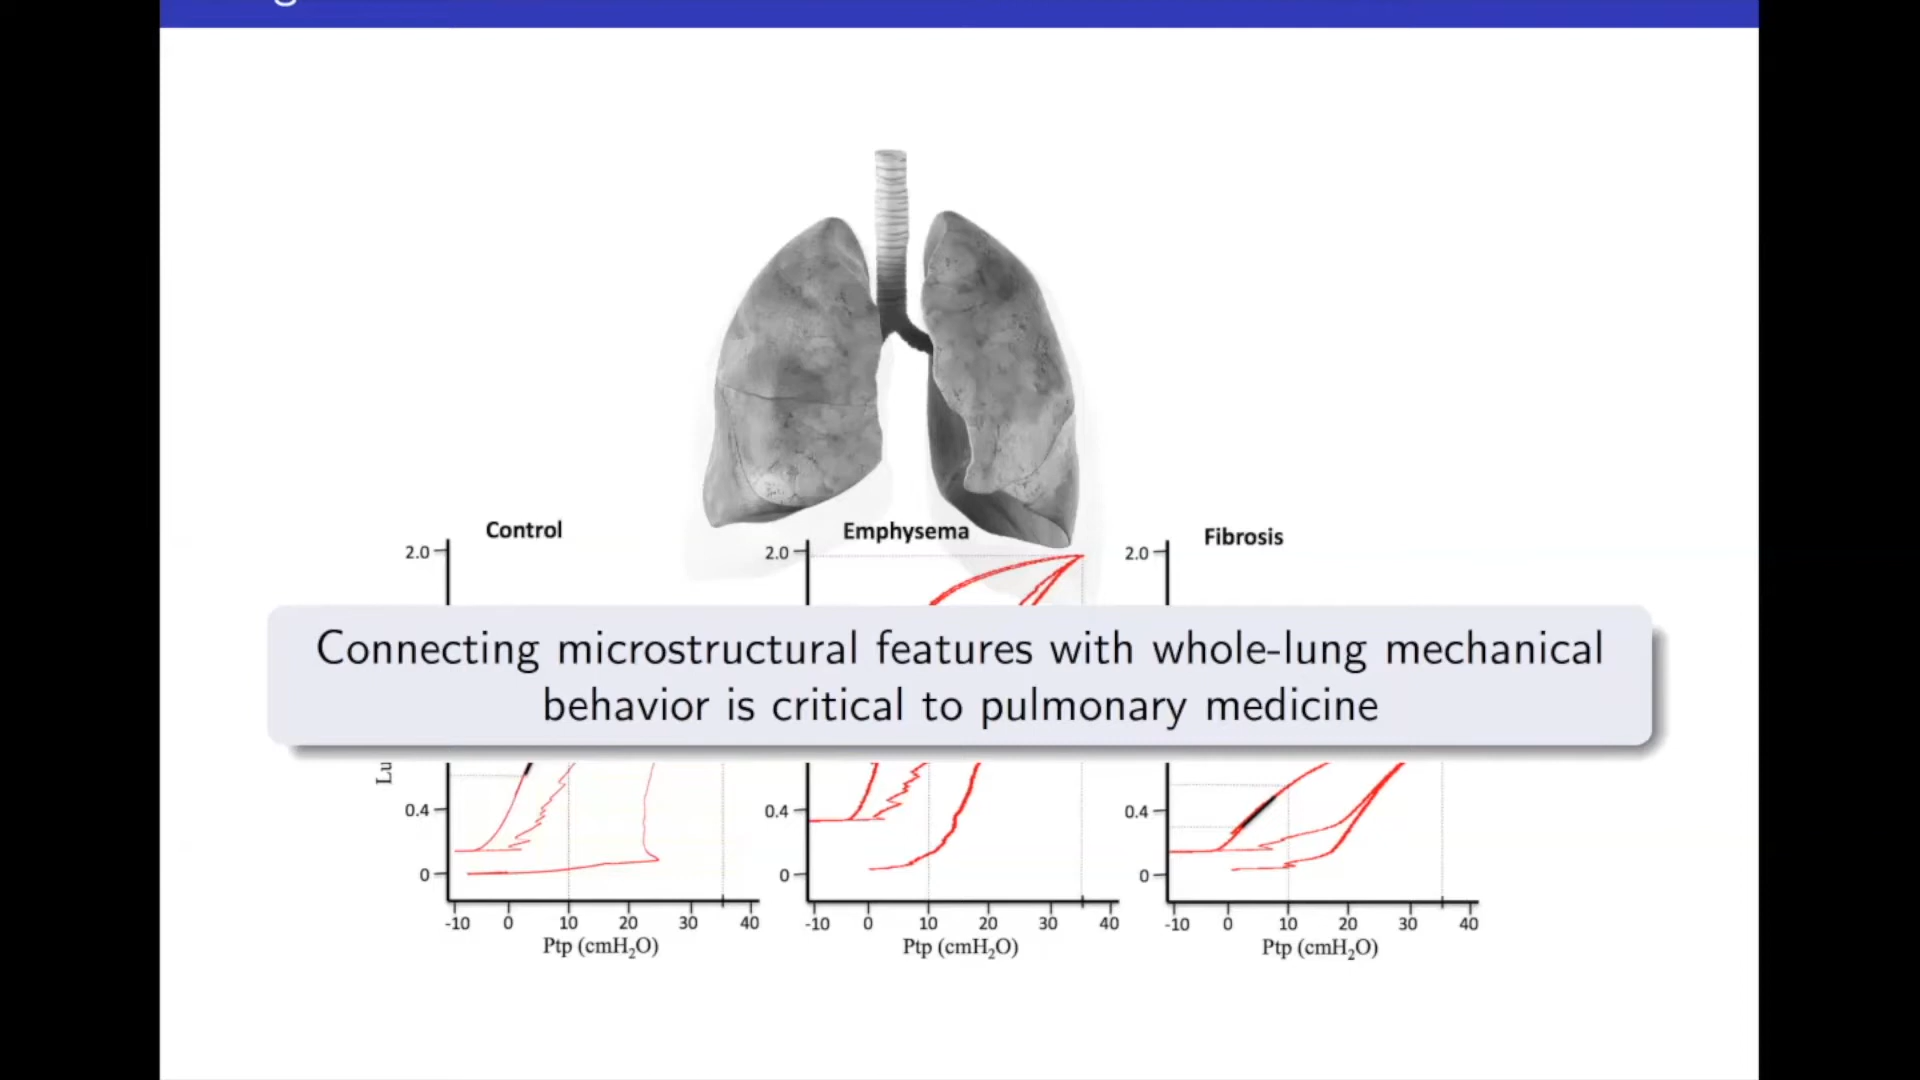 Control
Emphysema
Fibrosis
2.0
2.0
2.0
Connecting microstructural features with whole-lung mechanical
behavior is critical to pulmonary medicine
Lu
0.4
0.4
0.4
0
0
0
-10 0 10 20 30 40
-10 0 10 20 30 40
-10 0 10 20 30 40
Ptp (cmH₂O)
Ptp (cmH₂O)
Ptp (cmH₂O)